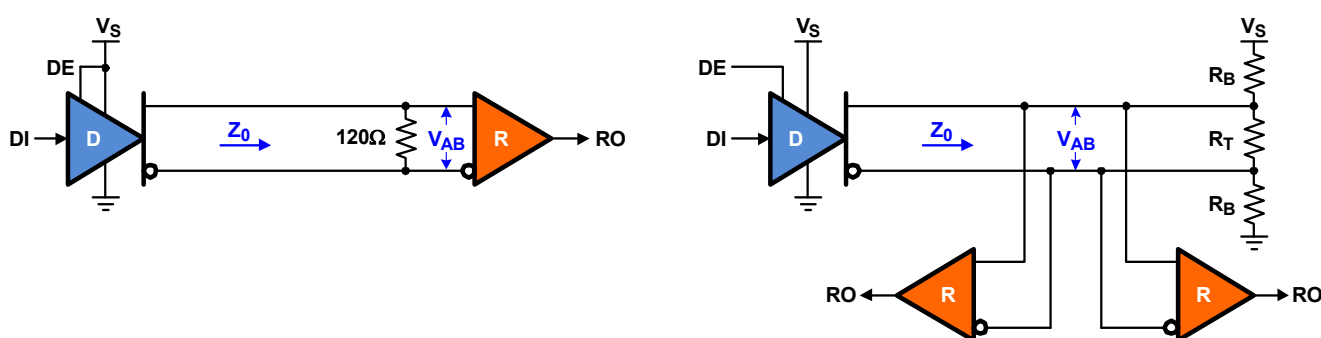 VS
DE
DI
D
Z0
120Ω
VAB
R
RO
VS
DE
DI
D
Z0
VAB
VS
RB
RT
RB
RO
R
R
RO